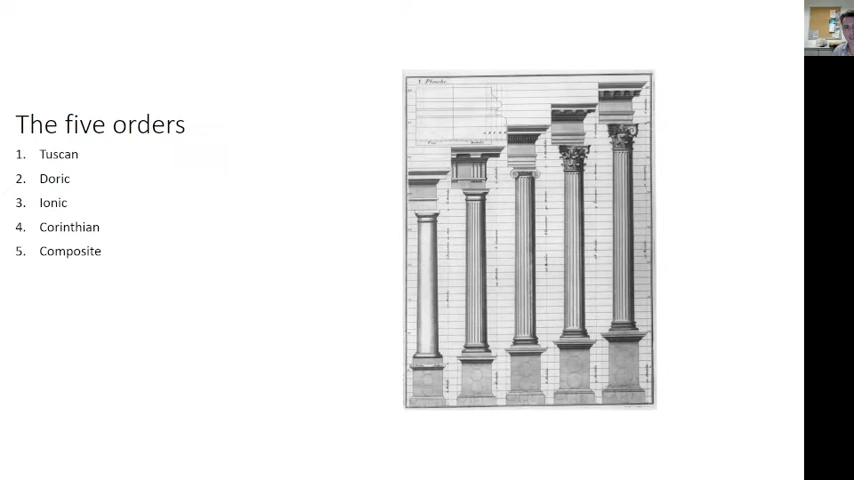 The five orders
1. Tuscan
2. Doric
3. Ionic
4. Corinthian
5. Composite